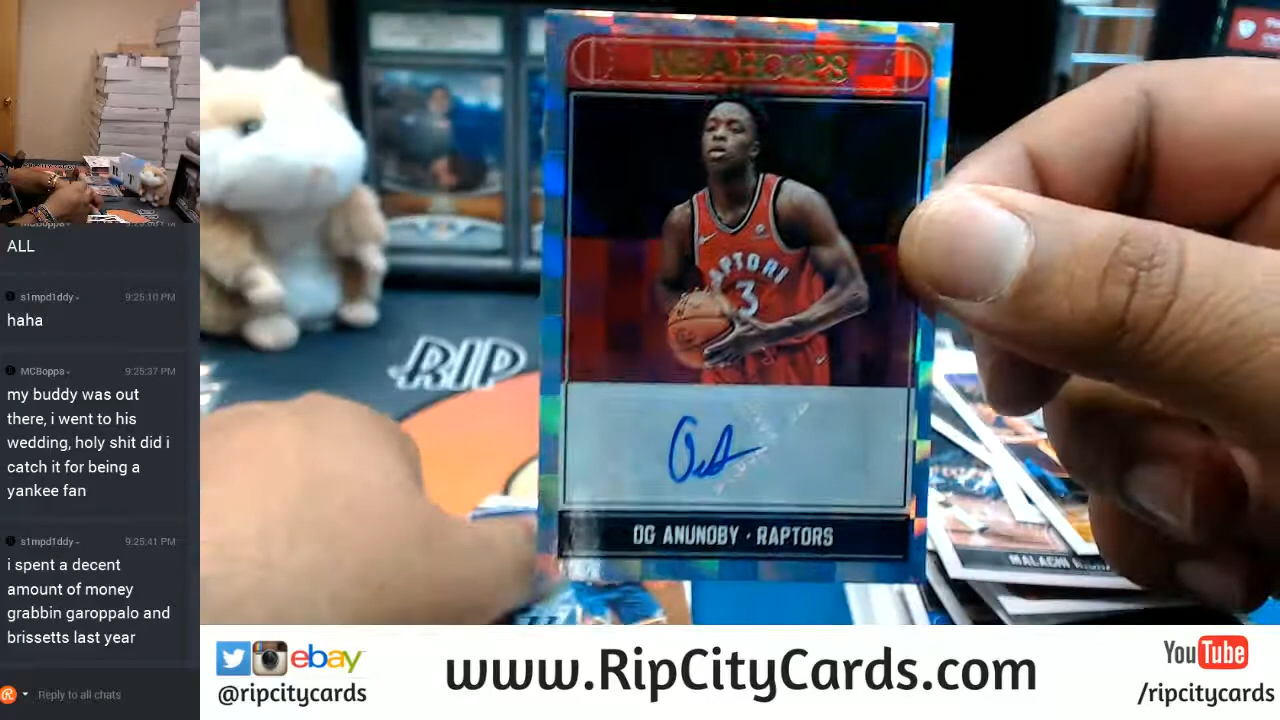 ALL
s1mpd1ddy
9:25:10 PM
haha
MCBoppa
9:25:37 PM
my buddy was out
there, i went to his
wedding, holy shit did i
catch it for being a
yankee fan
s1mpd1ddy
9:25:41 PM
i spent a decent
amount of money
grabbin garoppalo and
brissetts last year
Reply to all chats
NBA HOOPS
RAPTORS
3
OG ANUNOBY · RAPTORS
RIP
MALACHI
ebay
@ripcitycards
www.RipCityCards.com
YouTube
/ripcitycards